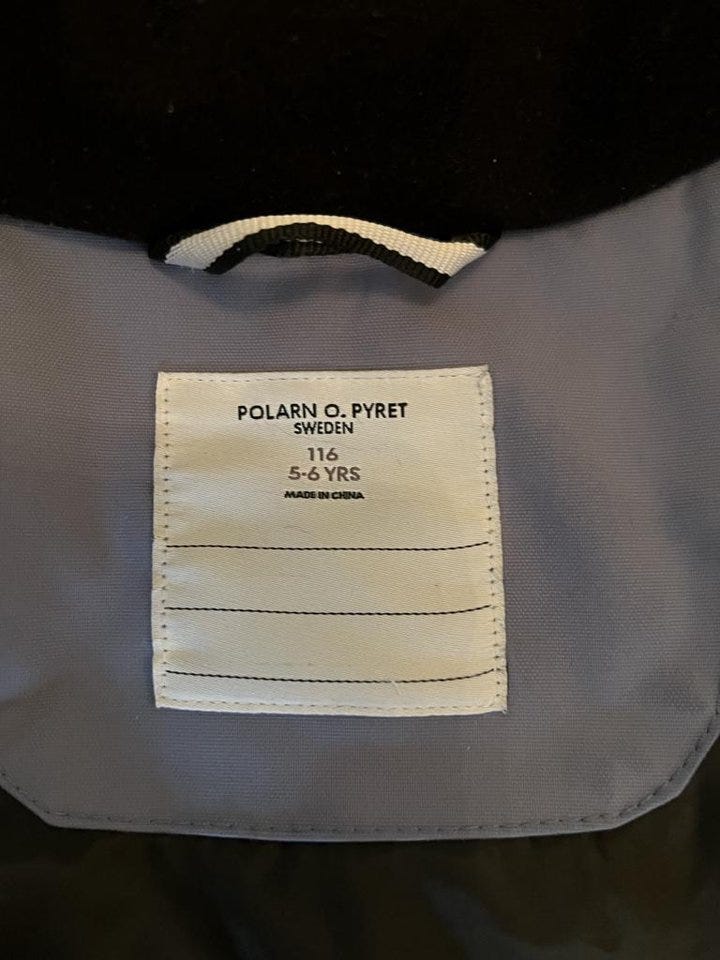 POLARN O. PYRET
SWEDEN
116
5-6 YRS
MADE IN CHINA